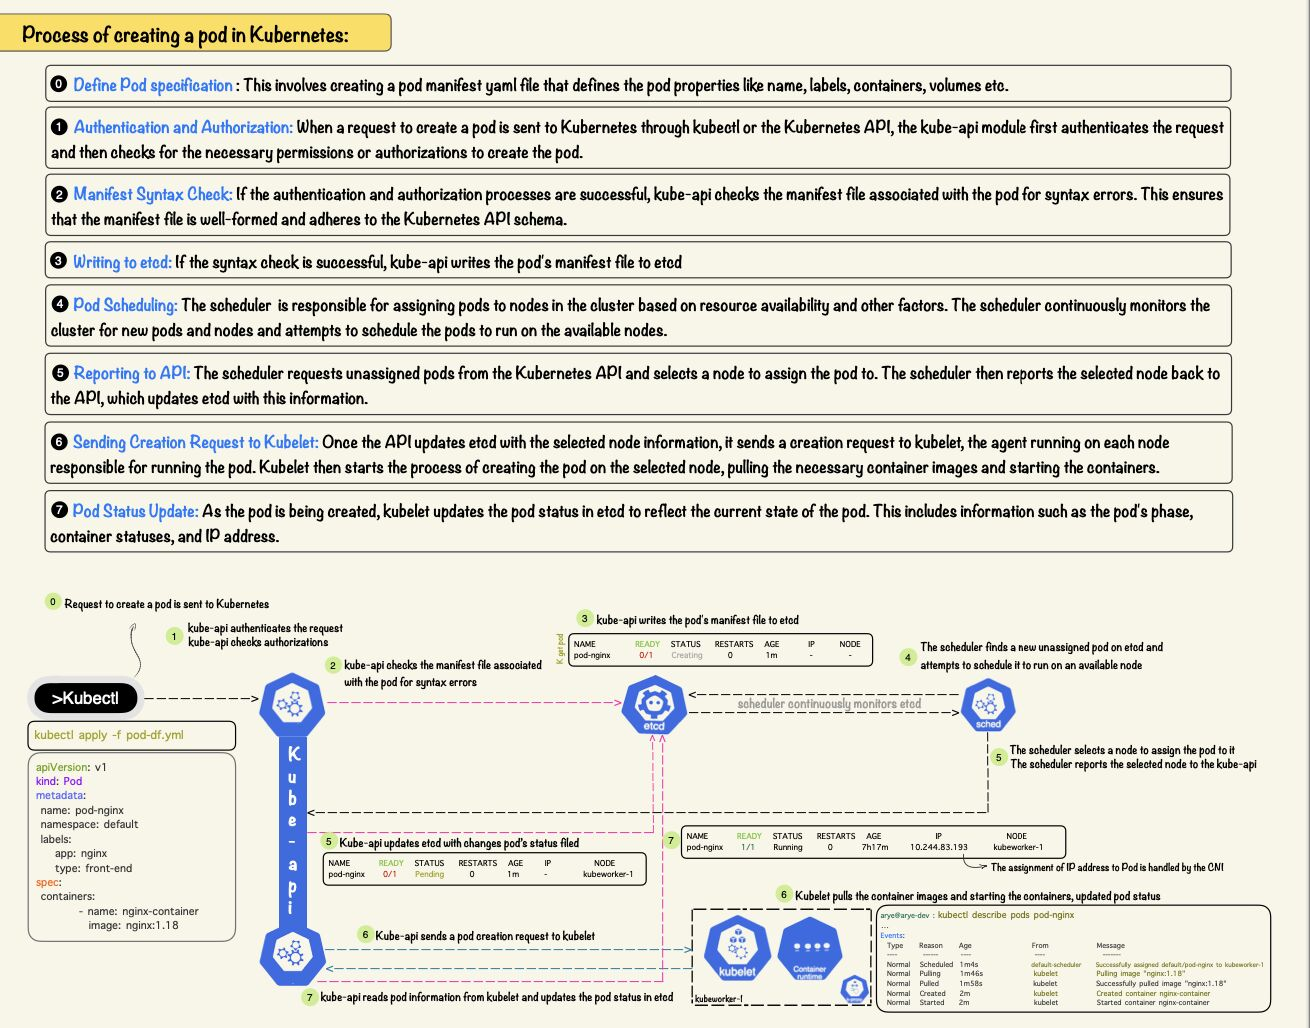 Process of creating a pod in Kubernetes:
0 Define Pod specification : This involves creating a pod manifest yaml file that defines the pod properties like name, labels, containers, volumes etc.
1 Authentication and Authorization: When a request to create a pod is sent to Kubernetes through kubectl or the Kubernetes API, the kube-api module first authenticates the request
and then checks for the necessary permissions or authorizations to create the pod.
2 Manifest Syntax Check: If the authentication and authorization processes are successful, kube-api checks the manifest file associated with the pod for syntax errors. This ensures
that the manifest file is well-formed and adheres to the Kubernetes API schema.
3 Writing to etcd: If the syntax check is successful, kube-api writes the pod's manifest file to etcd
4 Pod Scheduling: The scheduler is responsible for assigning pods to nodes in the cluster based on resource availability and other factors. The scheduler continuously monitors the
cluster for new pods and nodes and attempts to schedule the pods to run on the available nodes.
5 Reporting to API: The scheduler requests unassigned pods from the Kubernetes API and selects a node to assign the pod to. The scheduler then reports the selected node back to
the API, which updates etcd with this information.
6 Sending Creation Request to Kubelet: Once the API updates etcd with the selected node information, it sends a creation request to kubelet, the agent running on each node
responsible for running the pod. Kubelet then starts the process of creating the pod on the selected node, pulling the necessary container images and starting the containers.
7 Pod Status Update: As the pod is being created, kubelet updates the pod status in etcd to reflect the current state of the pod. This includes information such as the pod's phase,
container statuses, and IP address.
0 Request to create a pod is sent to Kubernetes
1 kube-api authenticates the request
kube-api checks authorizations
2 kube-api checks the manifest file associated
with the pod for syntax errors
3 kube-api writes the pod's manifest file to etcd
K get pod
NAME READY STATUS RESTARTS AGE IP NODE
pod-nginx 0/1 Creating 0 1m - -
4 The scheduler finds a new unassigned pod on etcd and
attempts to schedule it to run on an available node
>Kubectl
etcd
scheduler continuously monitors etcd
sched
kubectl apply -f pod-df.yml
apiVersion: v1
kind: Pod
metadata:
name: pod-nginx
namespace: default
labels:
app: nginx
type: front-end
spec:
containers:
- name: nginx-container
image: nginx:1.18
Kube-api
5 The scheduler selects a node to assign the pod to it
The scheduler reports the selected node to the kube-api
5 Kube-api updates etcd with changes pod's status filed
NAME READY STATUS RESTARTS AGE IP NODE
pod-nginx 0/1 Pending 0 1m - kubeworker-1
7
NAME READY STATUS RESTARTS AGE IP NODE
pod-nginx 1/1 Running 0 7h17m 10.244.83.193 kubeworker-1
The assignment of IP address to Pod is handled by the CNI
6 Kubelet pulls the container images and starting the containers, updated pod status
6 Kube-api sends a pod creation request to kubelet
kubelet
Container
runtime
kubeworker-1
7 kube-api reads pod information from kubelet and updates the pod status in etcd
arye@arye-dev : kubectl describe pods pod-nginx
...
Events:
Type Reason Age From Message
---- ------ ---- ---- -------
Normal Scheduled 1m4s default-scheduler Successfully assigned default/pod-nginx to kubeworker-1
Normal Pulling 1m46s kubelet Pulling image "nginx:1.18"
Normal Pulled 1m58s kubelet Successfully pulled image "nginx:1.18"
Normal Created 2m kubelet Created container nginx-container
Normal Started 2m kubelet Started container nginx-container